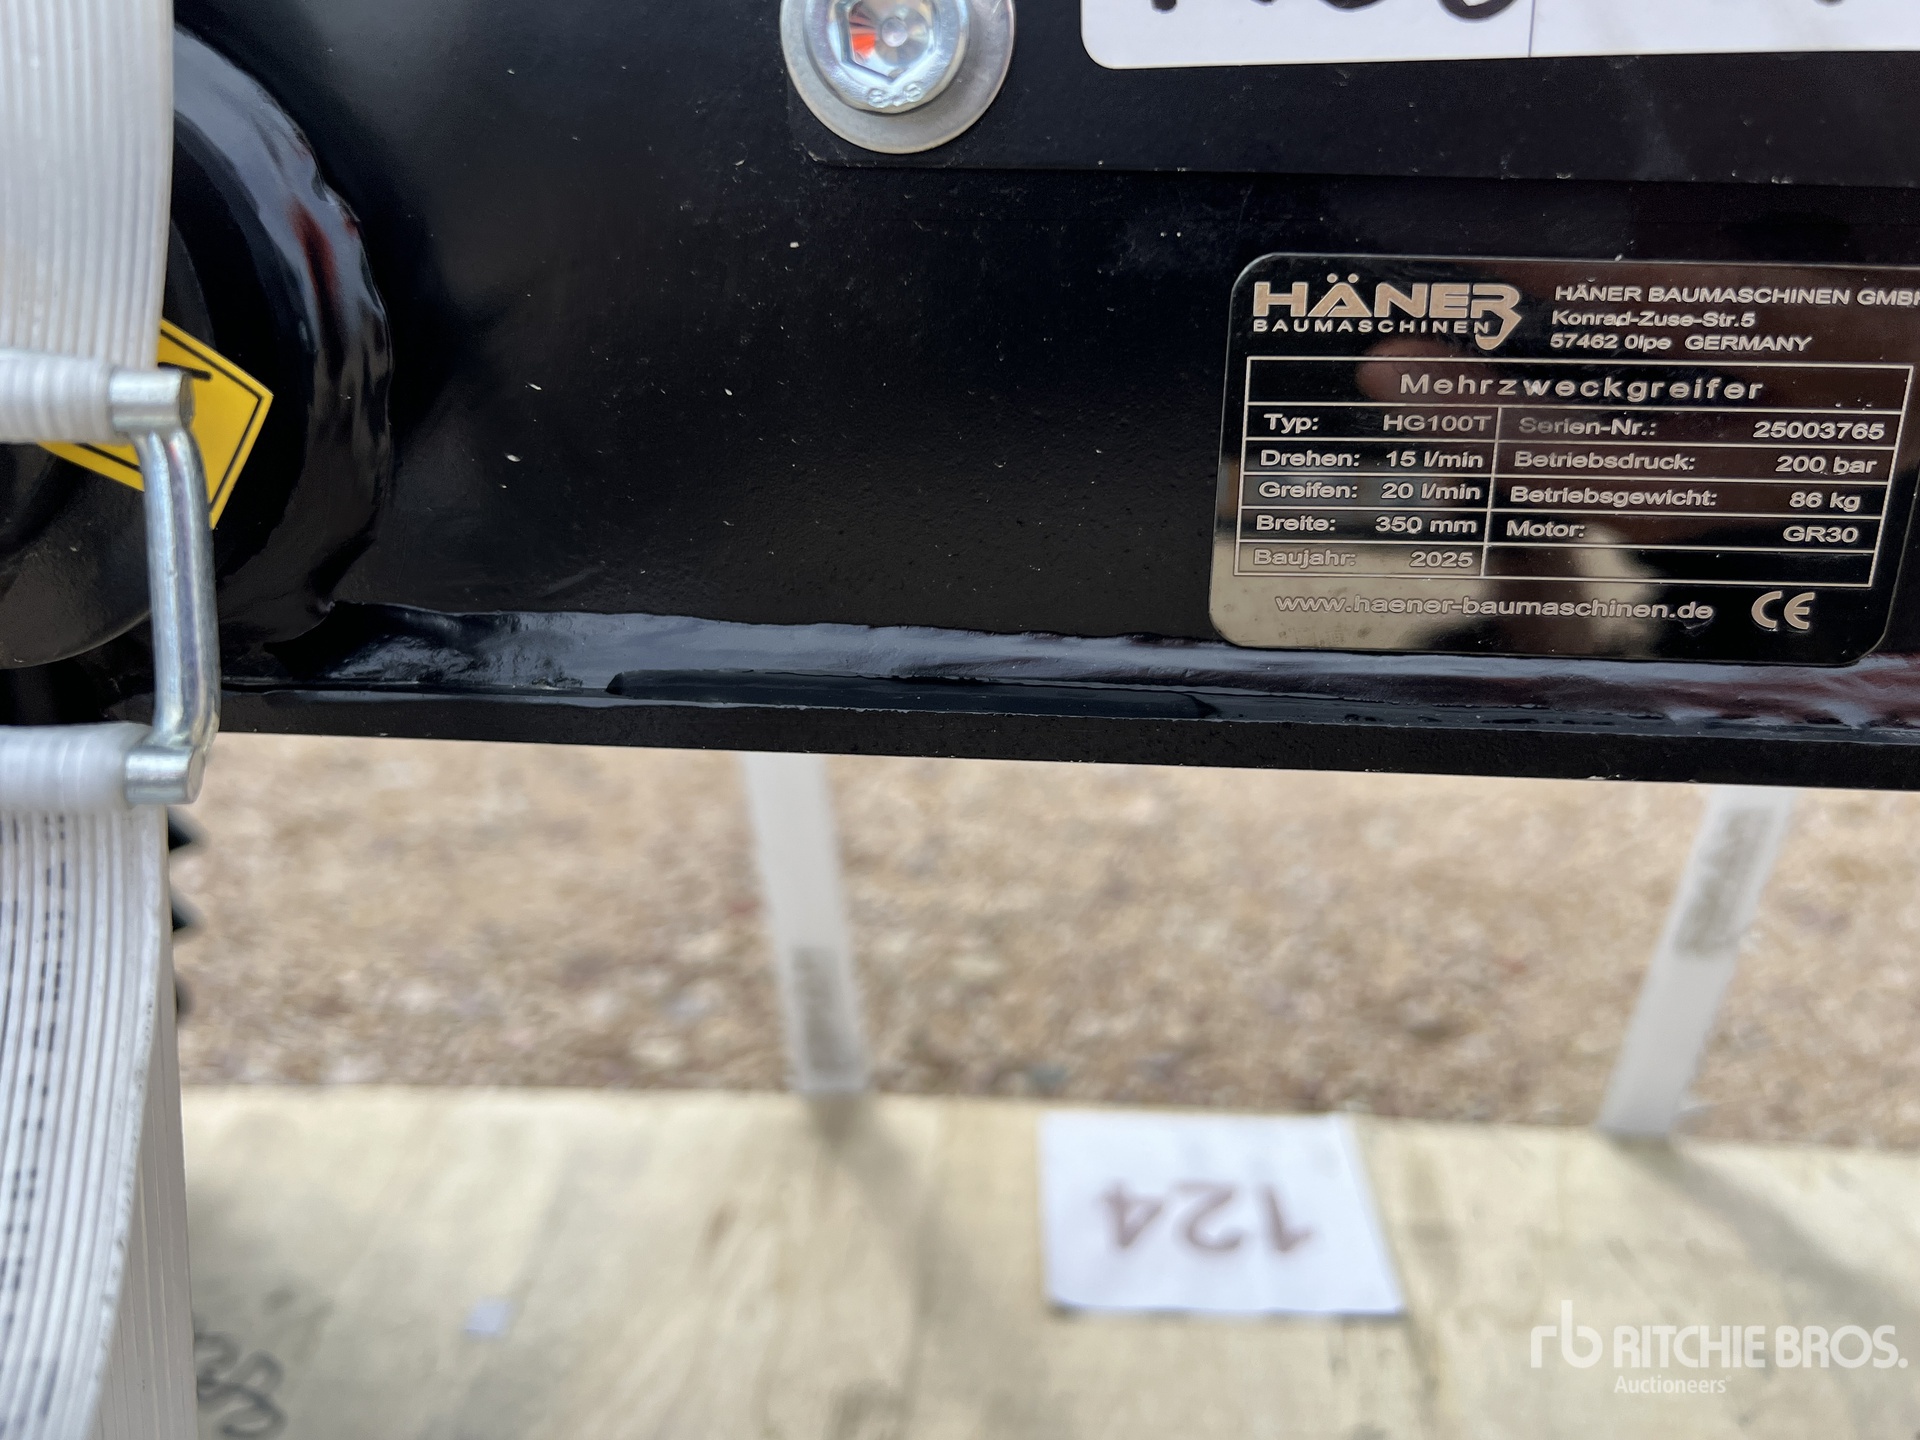 HÄNER
BAUMASCHINEN
HÄNER BAUMASCHINEN GMBH
Konrad-Zuse-Str.5
57462 Olpe GERMANY
Mehrzweckgreifer
Typ: HG100T Serien-Nr.: 25003765
Drehen: 15 l/min Betriebsdruck: 200 bar
Greifen: 20 l/min Betriebsgewicht: 86 kg
Breite: 350 mm Motor: GR30
Baujahr: 2025
www.haener-baumaschinen.de CE
124
rb RITCHIE BROS.
Auctioneers